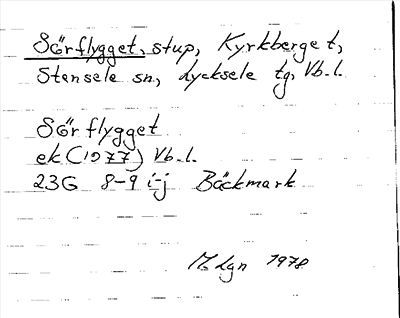 Sörflygget, stup, Kyrkberget,
Stensele sn, Lycksele tg, Vb.l.
Sörflygget
ek (1977) Vb.l.
23G 8-9 i-j Bäckmark
M. Lgn 1978